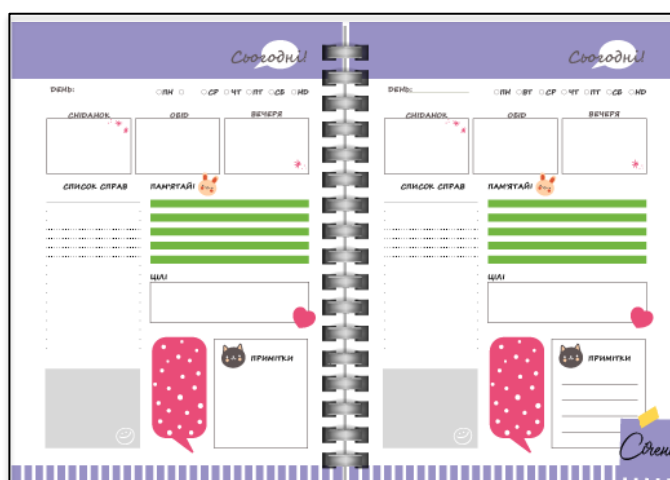 Сьогодні!
ДЕНЬ: ПН СР ЧТ ПТ СБ НД
СНІДАНОК ОБІД ВЕЧЕРЯ
СПИСОК СПРАВ ПАМ'ЯТАЙ!
ЦІЛІ
ПРИМІТКИ
Сьогодні!
ДЕНЬ: ПН ВТ СР ЧТ ПТ СБ НД
СНІДАНОК ОБІД ВЕЧЕРЯ
СПИСОК СПРАВ ПАМ'ЯТАЙ!
ЦІЛІ
ПРИМІТКИ